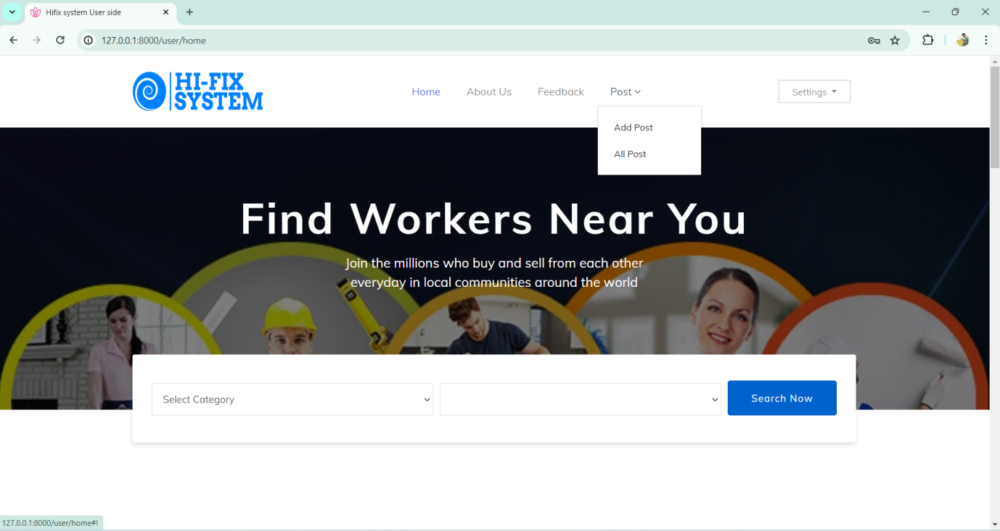 Hifix system User side
127.0.0.1:8000/user/home
HI-FIX
SYSTEM
Home About Us Feedback Post Settings
Add Post
All Post
Find Workers Near You
Join the millions who buy and sell from each other
everyday in local communities around the world
Select Category Search Now
127.0.0.1:8000/user/home#!